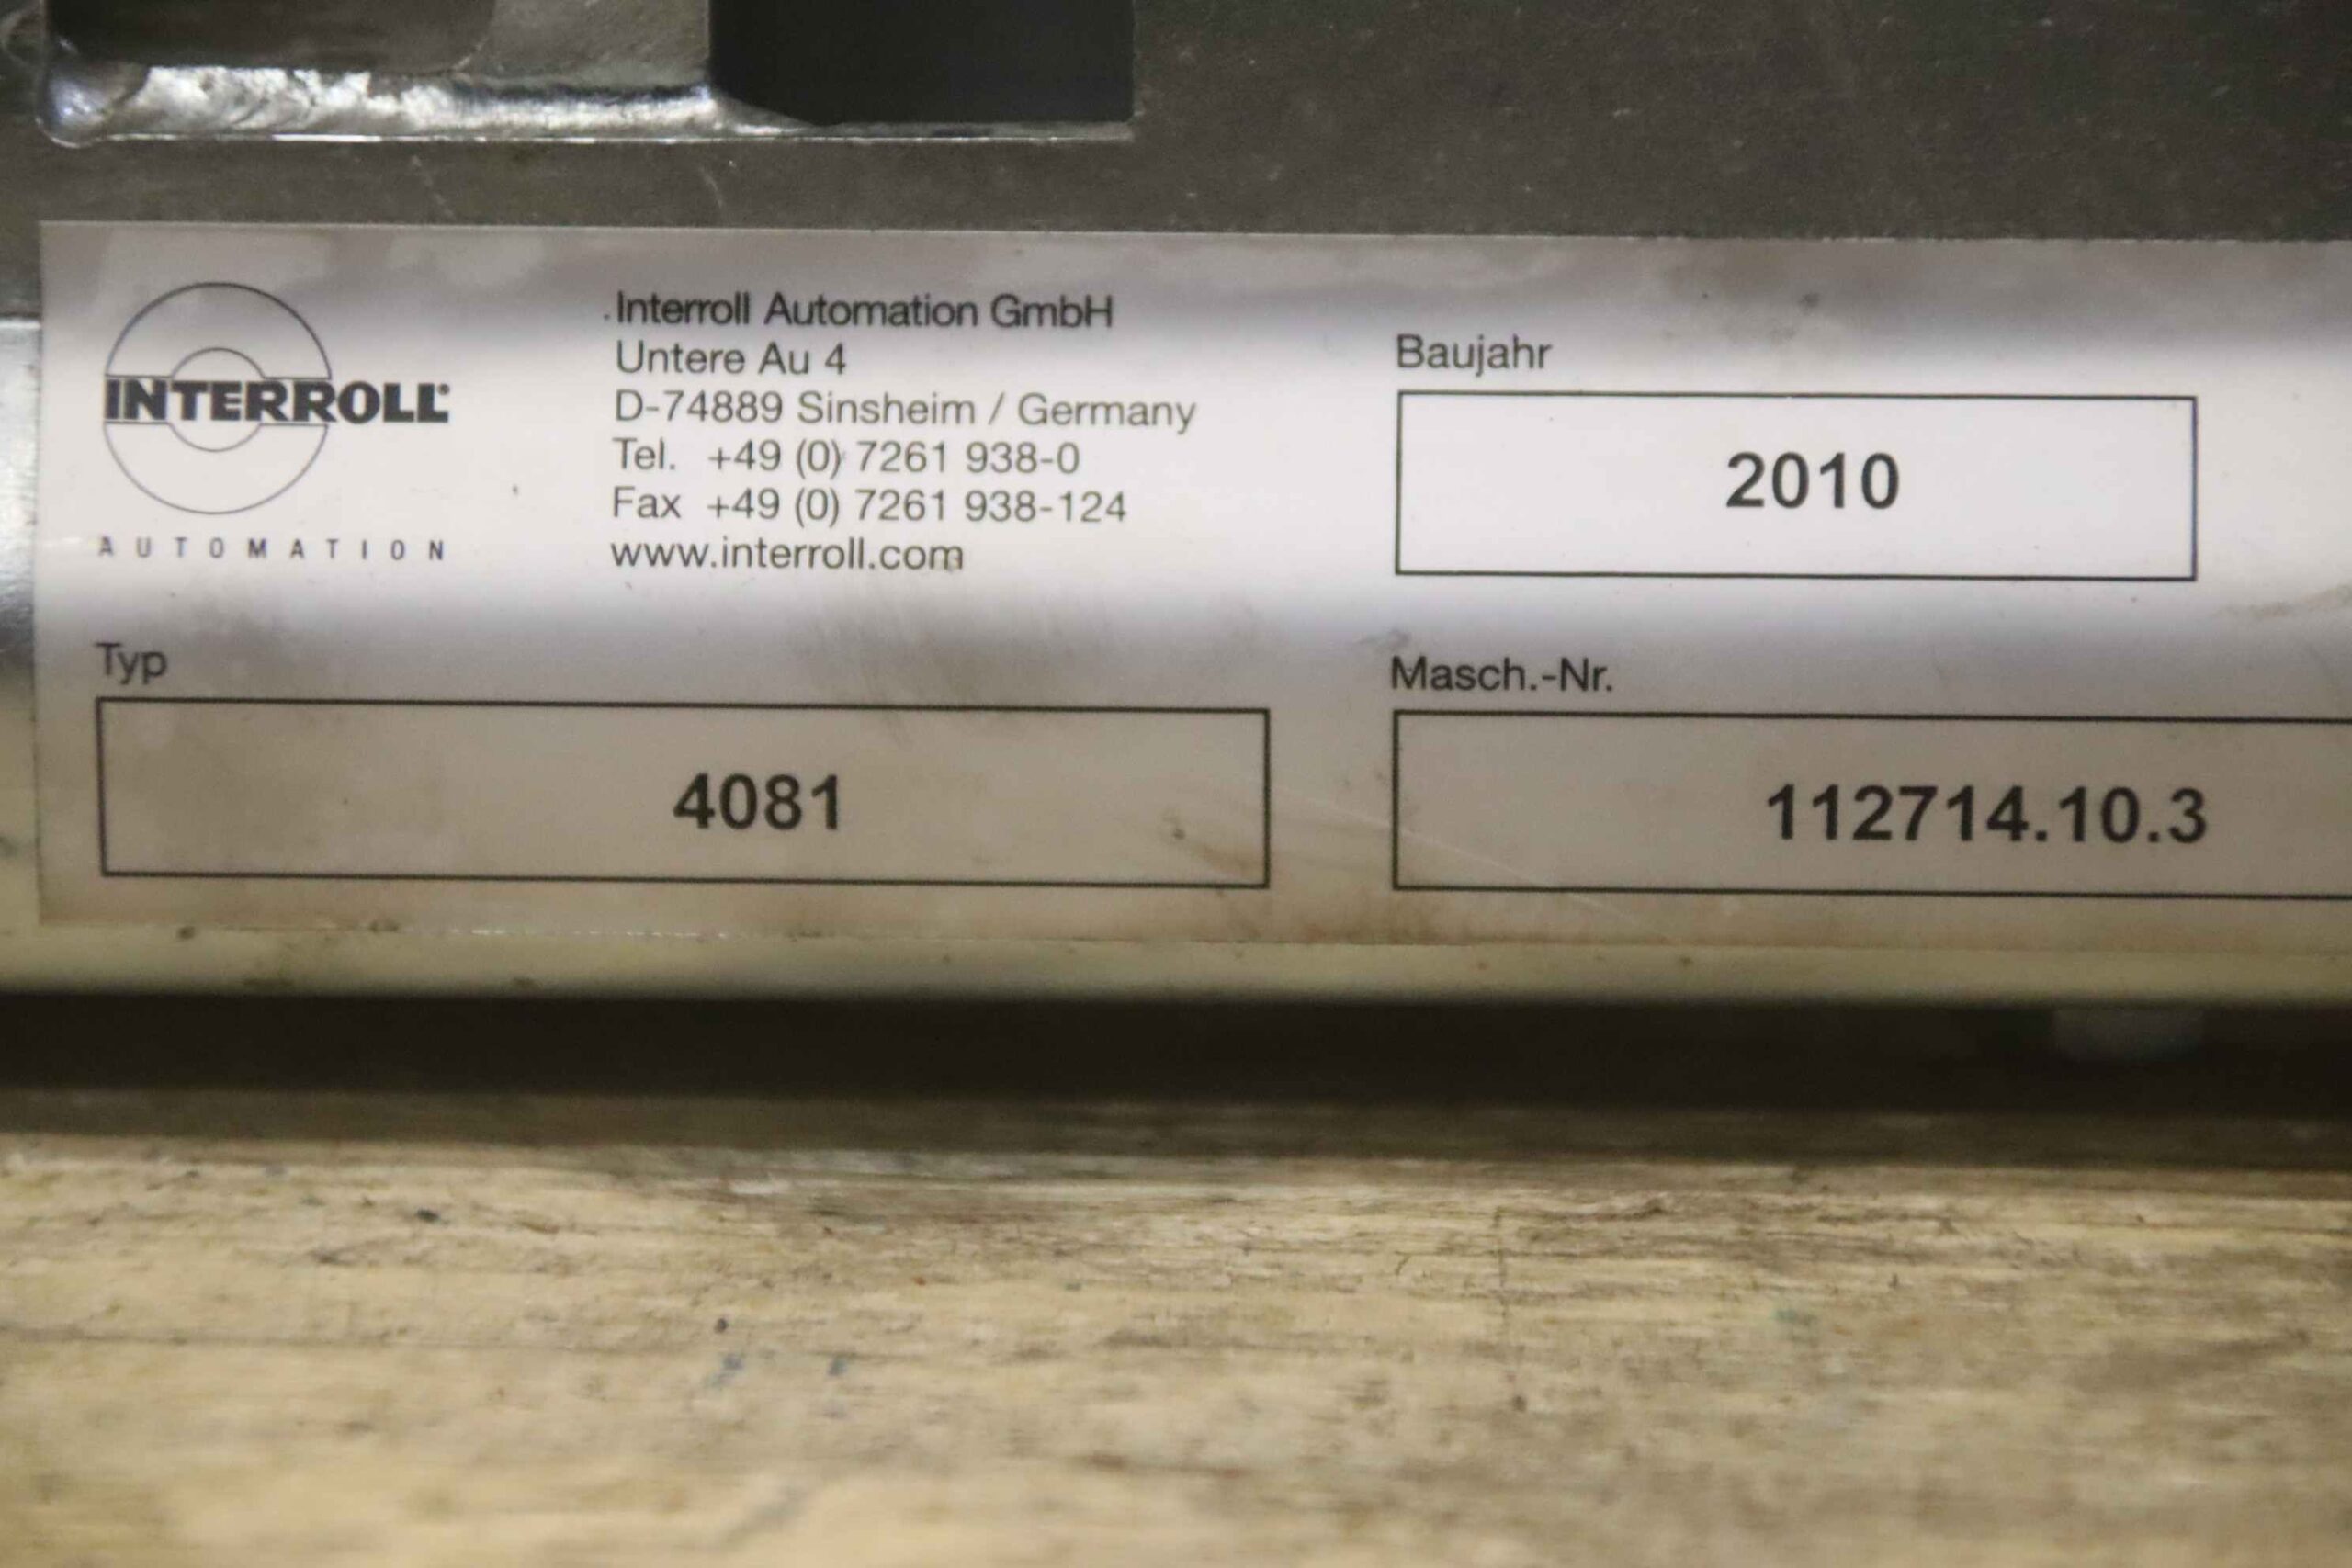 INTERROLL
AUTOMATION
Interroll Automation GmbH
Untere Au 4
D-74889 Sinsheim / Germany
Tel. +49 (0) 7261 938-0
Fax +49 (0) 7261 938-124
www.interroll.com
Baujahr
2010
Typ
4081
Masch.-Nr.
112714.10.3